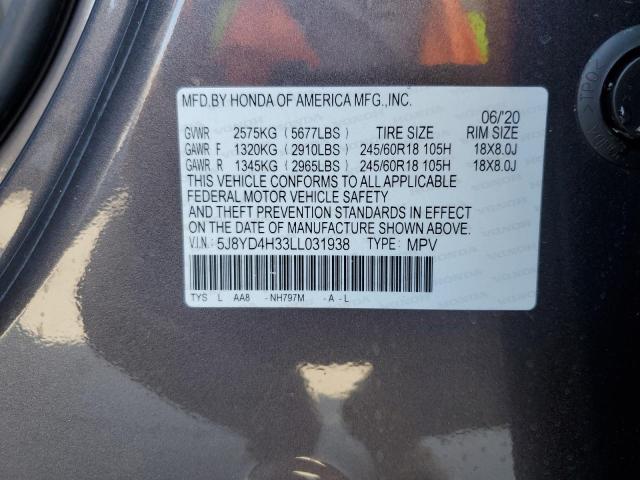 MFD.BY HONDA OF AMERICA MFG.,INC.
06/'20
GVWR 2575KG (5677LBS) TIRE SIZE RIM SIZE
GAWR F 1320KG (2910LBS) 245/60R18 105H 18X8.0J
GAWR R 1345KG (2965LBS) 245/60R18 105H 18X8.0J
THIS VEHICLE CONFORMS TO ALL APPLICABLE
FEDERAL MOTOR VEHICLE SAFETY
AND THEFT PREVENTION STANDARDS IN EFFECT
ON THE DATE OF MANUFACTURE SHOWN ABOVE.
V.I.N.: 5J8YD4H33LL031938 TYPE: MPV
TYS L AA8 -NH797M -A -L